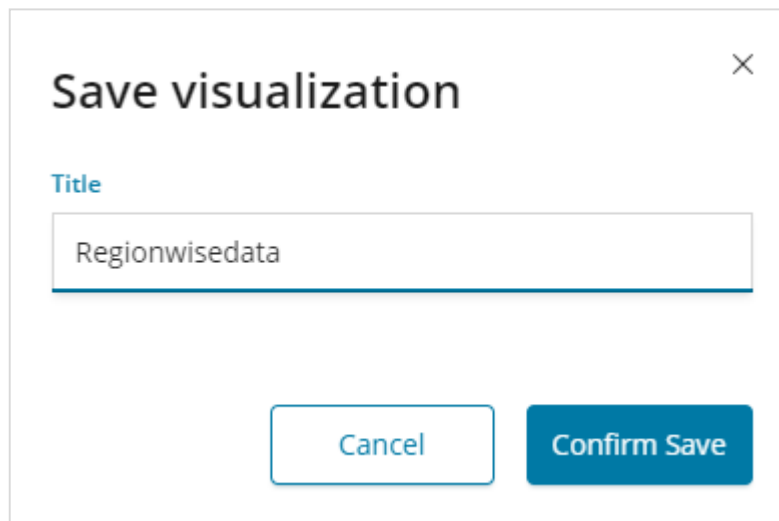 Save visualization
Title
Regionwisedata
Cancel
Confirm Save